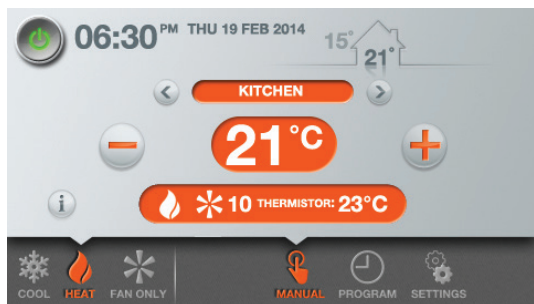 06:30 PM THU 19 FEB 2014
15°
21°
KITCHEN
21°C
i
10 THERMISTOR: 23°C
COOL HEAT FAN ONLY MANUAL PROGRAM SETTINGS